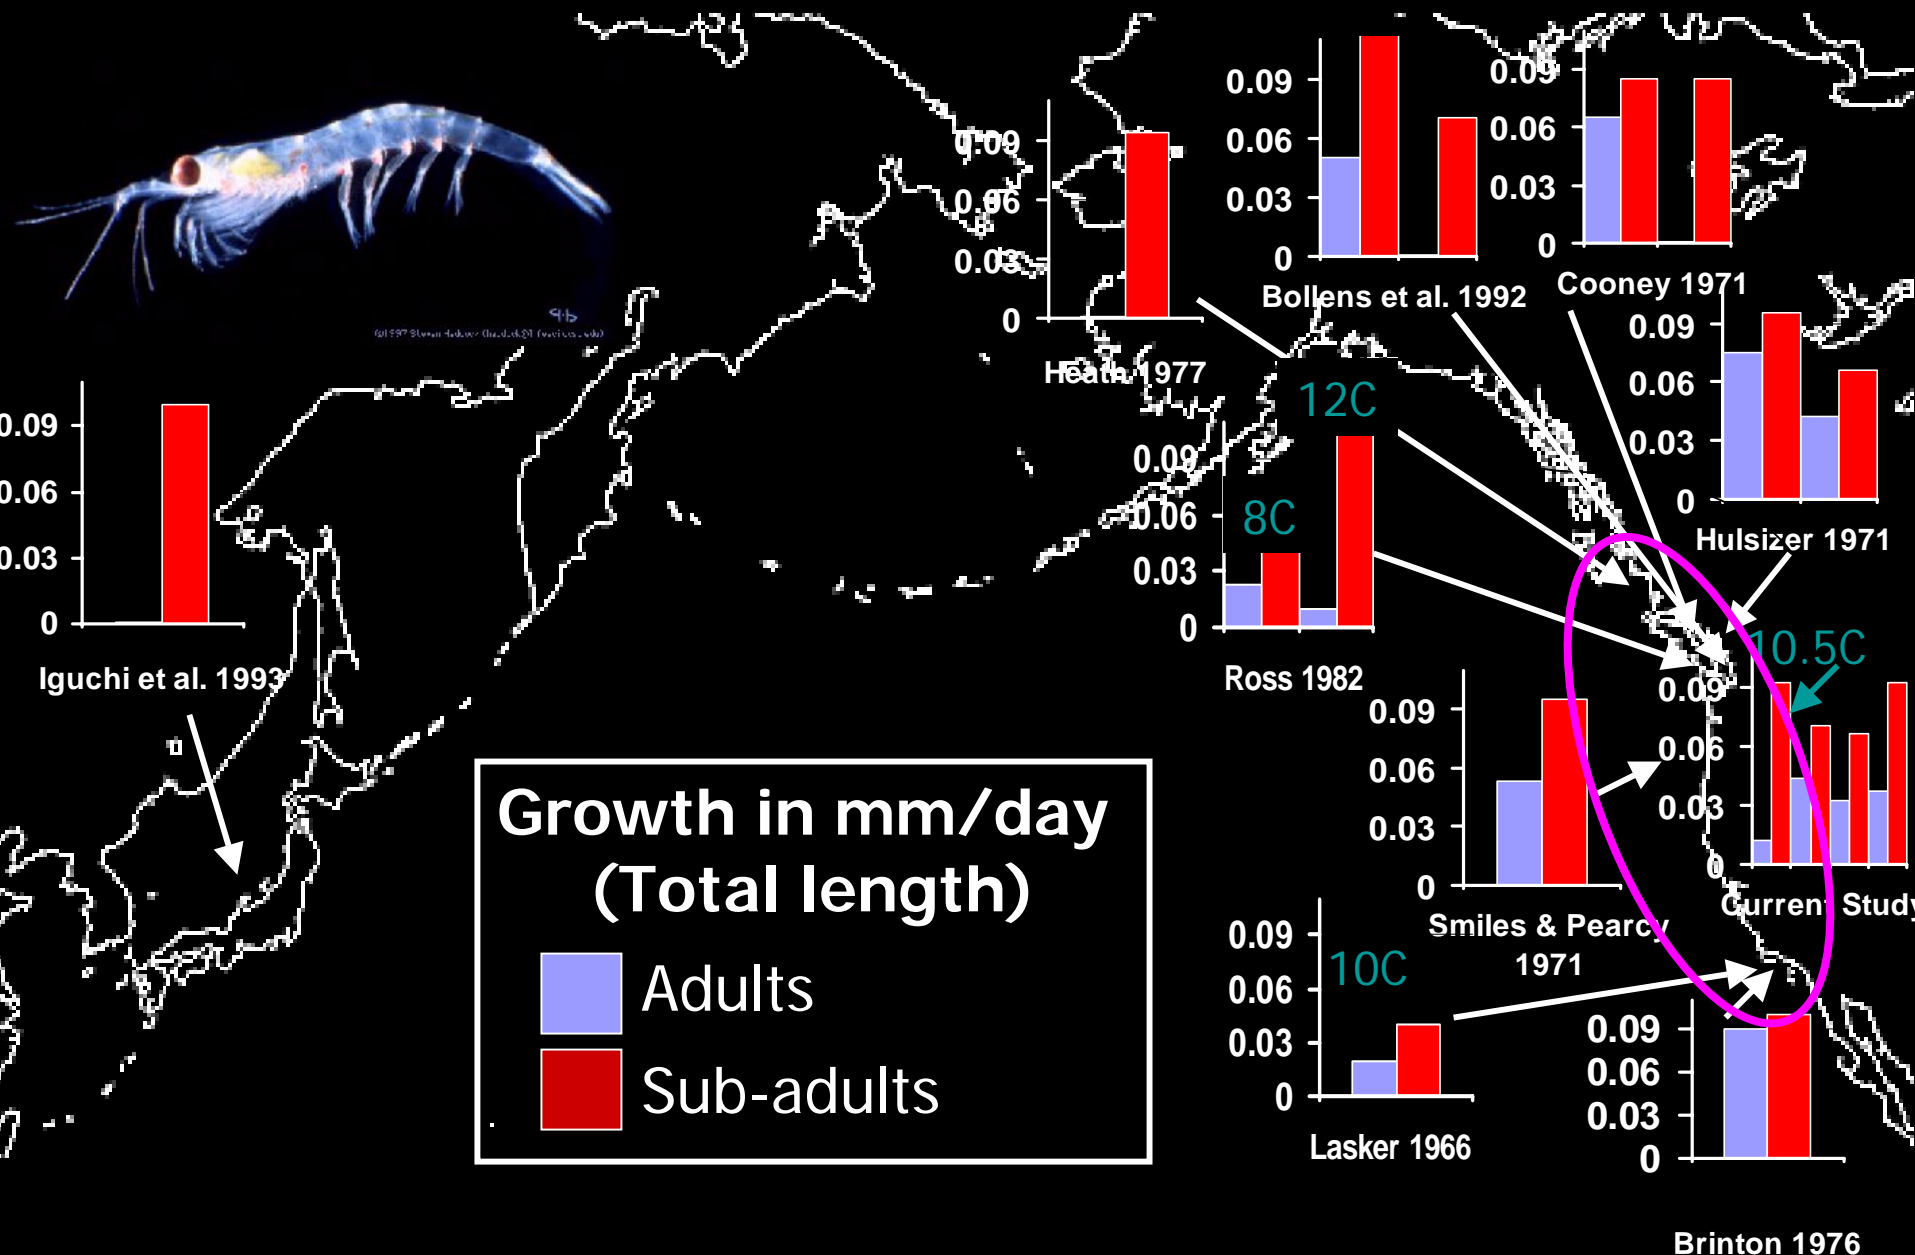 0.09
0.06
0.03
0
Iguchi et al. 1993
0.09
0.06
0.03
0
Heath 1977
0.09
0.06
0.03
0
Bollens et al. 1992
0.09
0.06
0.03
0
Cooney 1971
0.09
0.06
0.03
0
Hulsizer 1971
12C
8C
0.09
0.06
0.03
0
Ross 1982
10.5C
0.09
0.06
0.03
0
Current Study
0.09
0.06
0.03
0
Smiles & Pearcy
1971
10C
0.09
0.06
0.03
0
Lasker 1966
0.09
0.06
0.03
0
Brinton 1976
Growth in mm/day
(Total length)
Adults
Sub-adults